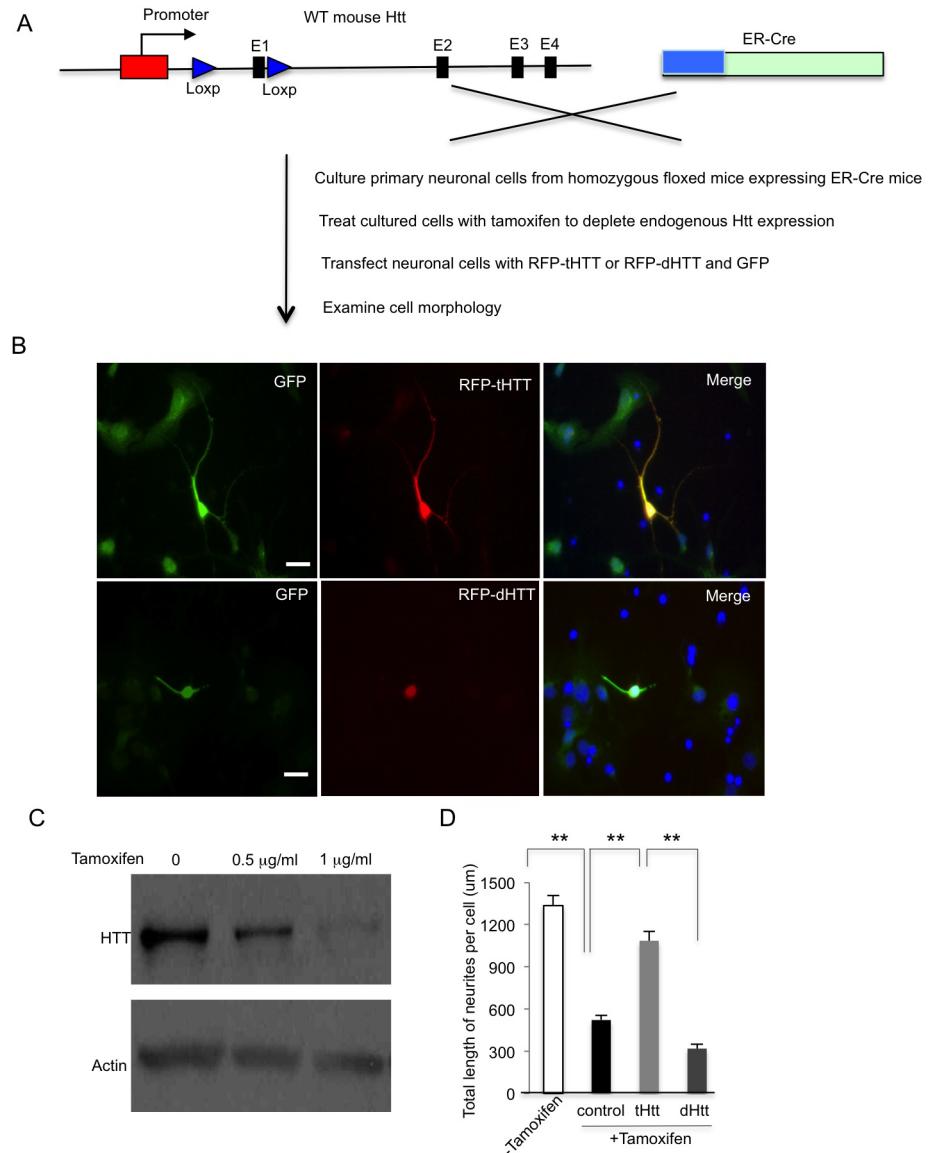 A
Promoter
WT mouse Htt
E1
E2
E3
E4
ER-Cre
Loxp
Loxp
Culture primary neuronal cells from homozygous floxed mice expressing ER-Cre mice
Treat cultured cells with tamoxifen to deplete endogenous Htt expression
Transfect neuronal cells with RFP-tHTT or RFP-dHTT and GFP
Examine cell morphology
B
GFP
RFP-tHTT
Merge
GFP
RFP-dHTT
Merge
C
Tamoxifen 0 0.5 μg/ml 1 μg/ml
HTT
Actin
D
** ** **
Total length of neurites per cell (um)
1500
1200
900
600
300
0
-Tamoxifen
control tHtt dHtt
+Tamoxifen